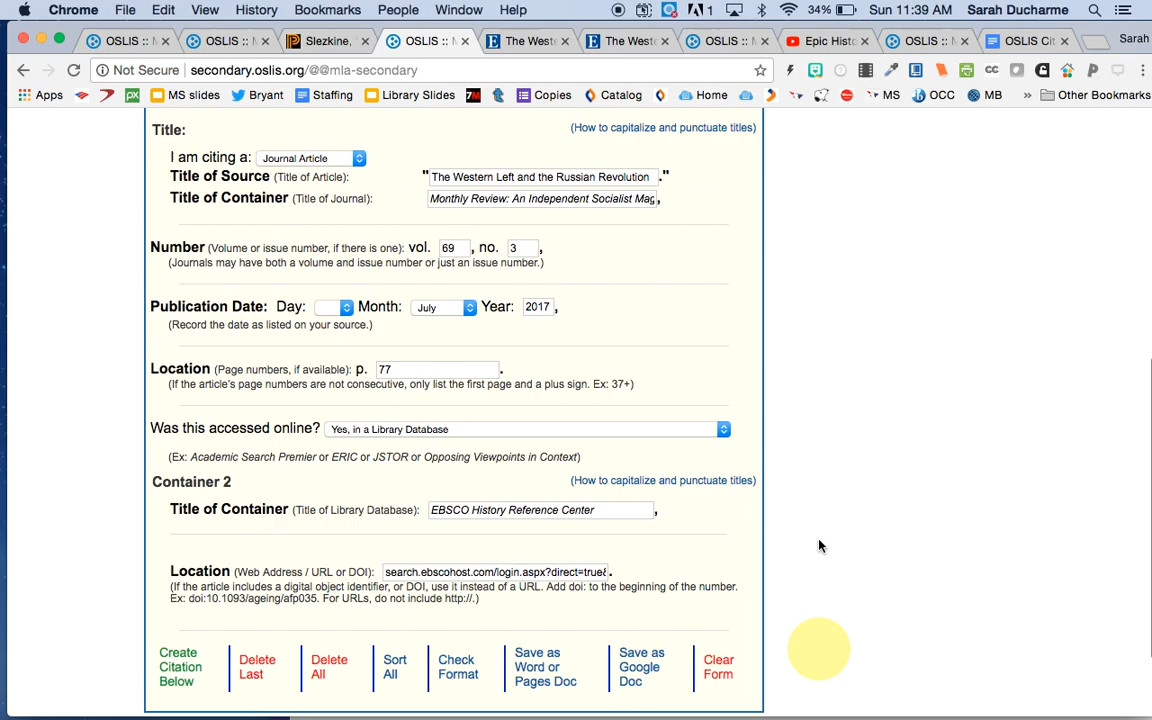 Chrome File Edit View History Bookmarks People Window Help 1 34% Sun 11:39 AM Sarah Ducharme
OSLIS :: M OSLIS :: M Slezkine, OSLIS :: M The Weste The Weste OSLIS :: M Epic Histo OSLIS :: M OSLIS Cit Sarah
Not Secure secondary.oslis.org/@@mla-secondary
Apps px MS slides Bryant Staffing Library Slides 7M Copies Catalog Home MS OCC MB » Other Bookmarks
Title: (How to capitalize and punctuate titles)
I am citing a: Journal Article
Title of Source (Title of Article): "The Western Left and the Russian Revolution."
Title of Container (Title of Journal): Monthly Review: An Independent Socialist Mag,
Number (Volume or issue number, if there is one): vol. 69 , no. 3 ,
(Journals may have both a volume and issue number or just an issue number.)
Publication Date: Day: Month: July Year: 2017,
(Record the date as listed on your source.)
Location (Page numbers, if available): p. 77 .
(If the article's page numbers are not consecutive, only list the first page and a plus sign. Ex: 37+)
Was this accessed online? Yes, in a Library Database
(Ex: Academic Search Premier or ERIC or JSTOR or Opposing Viewpoints in Context)
Container 2 (How to capitalize and punctuate titles)
Title of Container (Title of Library Database): EBSCO History Reference Center ,
Location (Web Address / URL or DOI): search.ebscohost.com/login.aspx?direct=true& .
(If the article includes a digital object identifier, or DOI, use it instead of a URL. Add doi: to the beginning of the number.
Ex: doi:10.1093/ageing/afp035. For URLs, do not include http://.)
Create Citation Below
Delete Last
Delete All
Sort All
Check Format
Save as Word or Pages Doc
Save as Google Doc
Clear Form